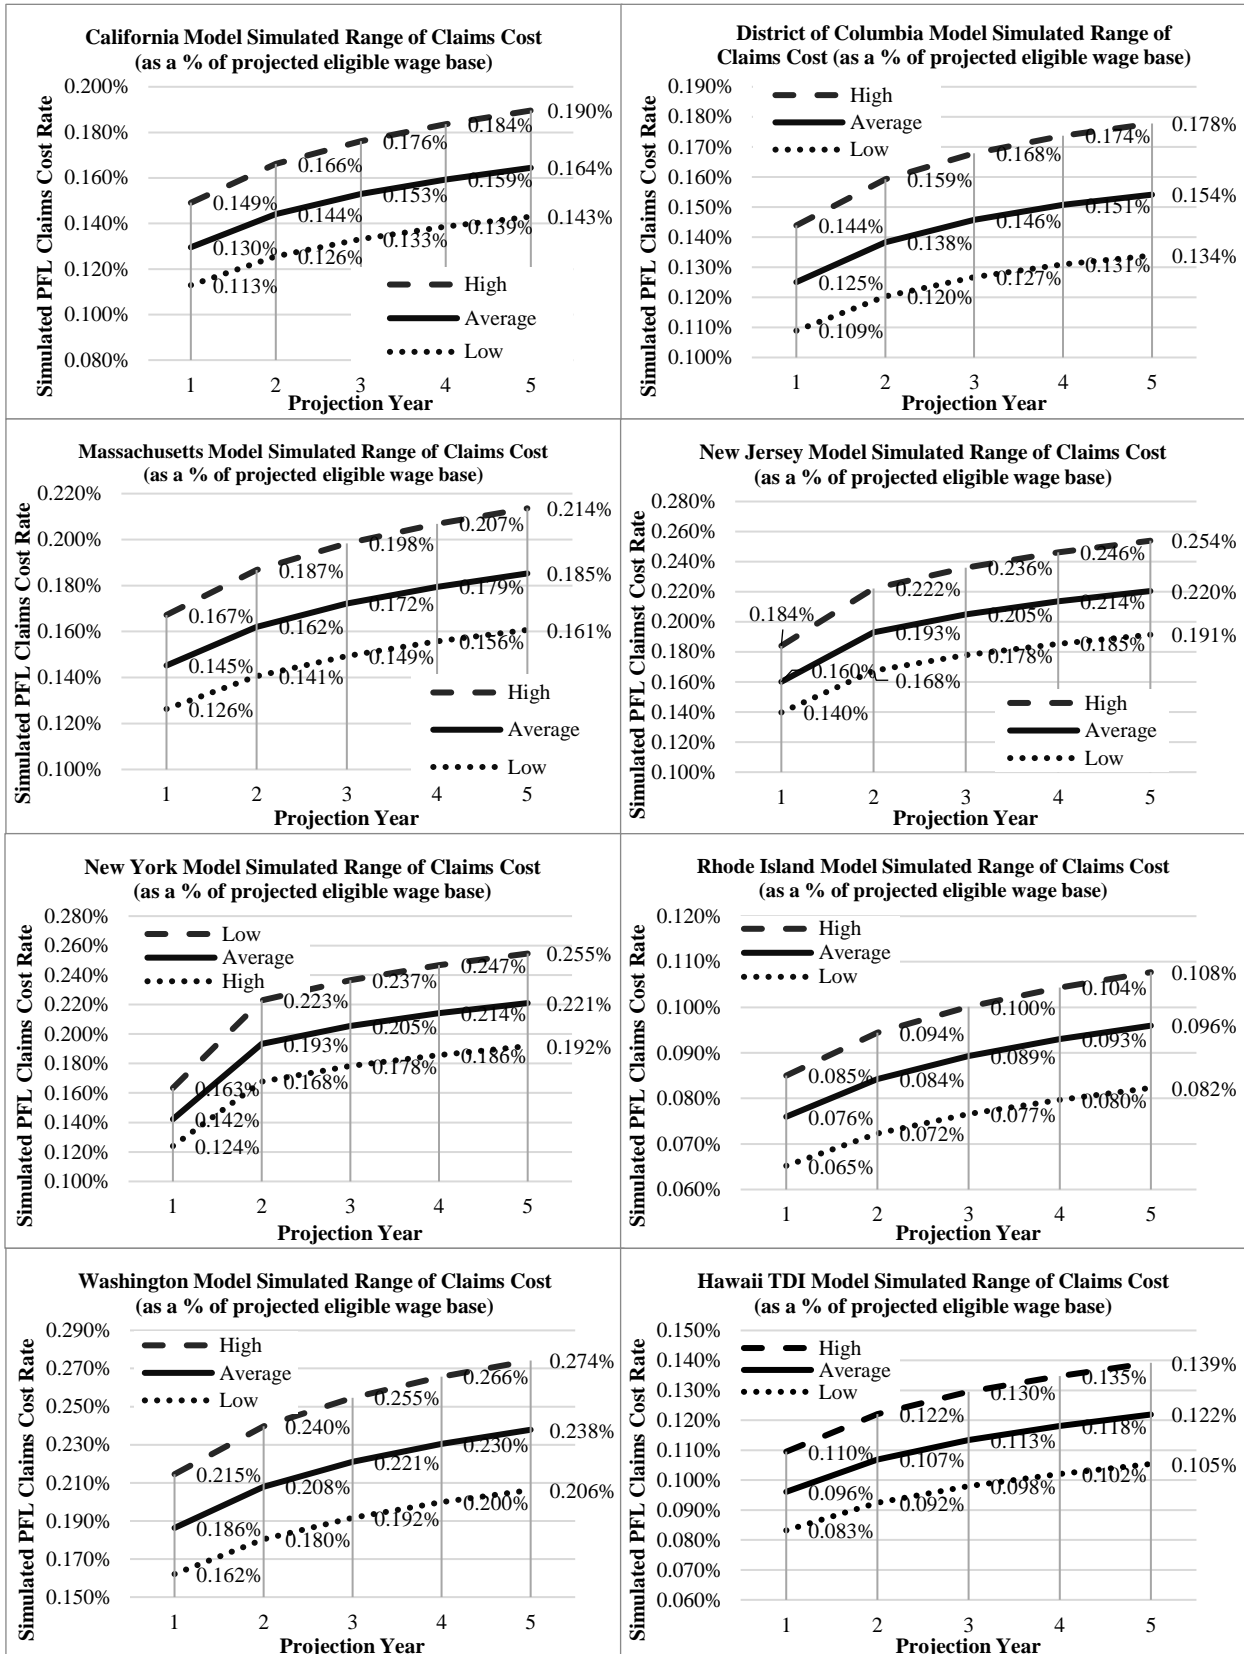 California Model Simulated Range of Claims Cost
(as a % of projected eligible wage base)
Simulated PFL Claims Cost Rate
0.200%
0.180%
0.160%
0.140%
0.120%
0.100%
0.080%
0.149%
0.166%
0.176%
0.184%
0.190%
0.130%
0.144%
0.153%
0.159%
0.164%
0.113%
0.126%
0.133%
0.139%
0.143%
High
Average
Low
1 2 3 4 5
Projection Year
District of Columbia Model Simulated Range of
Claims Cost (as a % of projected eligible wage base)
Simulated PFL Claims Cost Rate
0.190%
0.180%
0.170%
0.160%
0.150%
0.140%
0.130%
0.120%
0.110%
0.100%
High
Average
Low
0.144%
0.159%
0.168%
0.174%
0.178%
0.125%
0.138%
0.146%
0.151%
0.154%
0.109%
0.120%
0.127%
0.131%
0.134%
1 2 3 4 5
Projection Year
Massachusetts Model Simulated Range of Claims Cost
(as a % of projected eligible wage base)
Simulated PFL Claims Cost Rate
0.220%
0.200%
0.180%
0.160%
0.140%
0.120%
0.100%
0.167%
0.187%
0.198%
0.207%
0.214%
0.145%
0.162%
0.172%
0.179%
0.185%
0.126%
0.141%
0.149%
0.156%
0.161%
High
Average
Low
1 2 3 4 5
Projection Year
New Jersey Model Simulated Range of Claims Cost
(as a % of projected eligible wage base)
Simulated PFL Claimst Cost Rate
0.280%
0.260%
0.240%
0.220%
0.200%
0.180%
0.160%
0.140%
0.120%
0.100%
0.184%
0.222%
0.236%
0.246%
0.254%
0.160%
0.193%
0.205%
0.214%
0.220%
0.140%
0.168%
0.178%
0.185%
0.191%
High
Average
Low
1 2 3 4 5
Projection Year
New York Model Simulated Range of Claims Cost
(as a % of projected eligible wage base)
Simulated PFL Claims Cost Rate
0.280%
0.260%
0.240%
0.220%
0.200%
0.180%
0.160%
0.140%
0.120%
0.100%
Low
Average
High
0.163%
0.223%
0.237%
0.247%
0.255%
0.142%
0.193%
0.205%
0.214%
0.221%
0.124%
0.168%
0.178%
0.186%
0.192%
1 2 3 4 5
Projection Year
Rhode Island Model Simulated Range of Claims Cost
(as a % of projected eligible wage base)
Simulated PFL Claims Cost Rate
0.120%
0.110%
0.100%
0.090%
0.080%
0.070%
0.060%
High
Average
Low
0.085%
0.094%
0.100%
0.104%
0.108%
0.076%
0.084%
0.089%
0.093%
0.096%
0.065%
0.072%
0.077%
0.080%
0.082%
1 2 3 4 5
Projection Year
Washington Model Simulated Range of Claims Cost
(as a % of projected eligible wage base)
Simulated PFL Claims Cost Rate
0.290%
0.270%
0.250%
0.230%
0.210%
0.190%
0.170%
0.150%
High
Average
Low
0.215%
0.240%
0.255%
0.266%
0.274%
0.186%
0.208%
0.221%
0.230%
0.238%
0.162%
0.180%
0.192%
0.200%
0.206%
1 2 3 4 5
Projection Year
Hawaii TDI Model Simulated Range of Claims Cost
(as a % of projected eligible wage base)
Simulated PFL Claims Cost Rate
0.150%
0.140%
0.130%
0.120%
0.110%
0.100%
0.090%
0.080%
0.070%
0.060%
High
Average
Low
0.110%
0.122%
0.130%
0.135%
0.139%
0.096%
0.107%
0.113%
0.118%
0.122%
0.083%
0.092%
0.098%
0.102%
0.105%
1 2 3 4 5
Projection Year